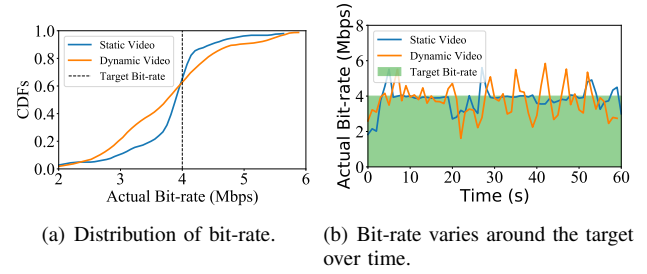 1.0
0.8
0.6
0.4
0.2
0.0
CDFs
Static Video
Dynamic Video
Target Bit-rate
2 3 4 5 6
Actual Bit-rate (Mbps)
(a) Distribution of bit-rate.
8
6
4
2
0
Actual Bit-rate (Mbps)
Static Video
Dynamic Video
Target Bit-rate
0 10 20 30 40 50 60
Time (s)
(b) Bit-rate varies around the target
over time.